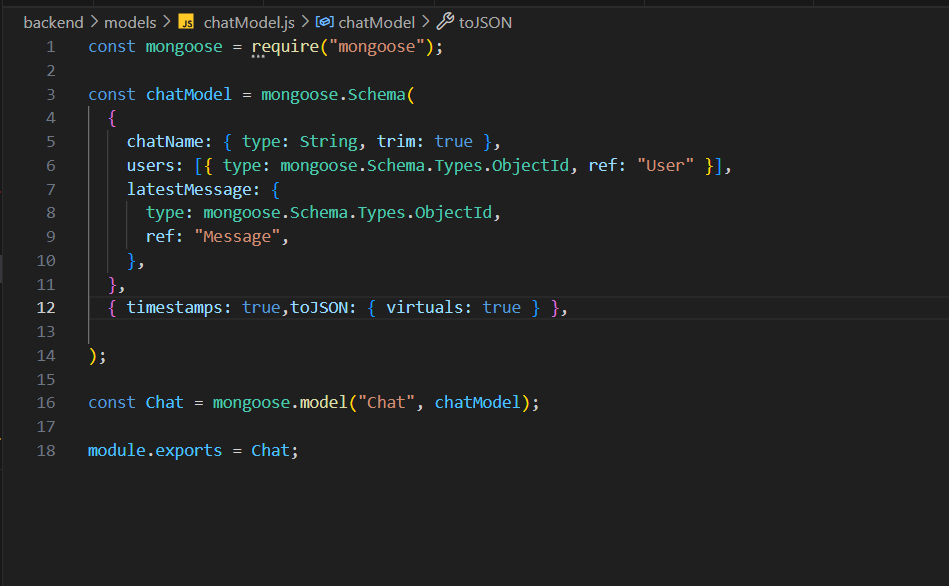 backend > models > JS chatModel.js > chatModel > toJSON
1 const mongoose = require("mongoose");
2
3 const chatModel = mongoose.Schema(
4 {
5 chatName: { type: String, trim: true },
6 users: [{ type: mongoose.Schema.Types.ObjectId, ref: "User" }],
7 latestMessage: {
8 type: mongoose.Schema.Types.ObjectId,
9 ref: "Message",
10 },
11 },
12 { timestamps: true,toJSON: { virtuals: true } },
13
14 );
15
16 const Chat = mongoose.model("Chat", chatModel);
17
18 module.exports = Chat;